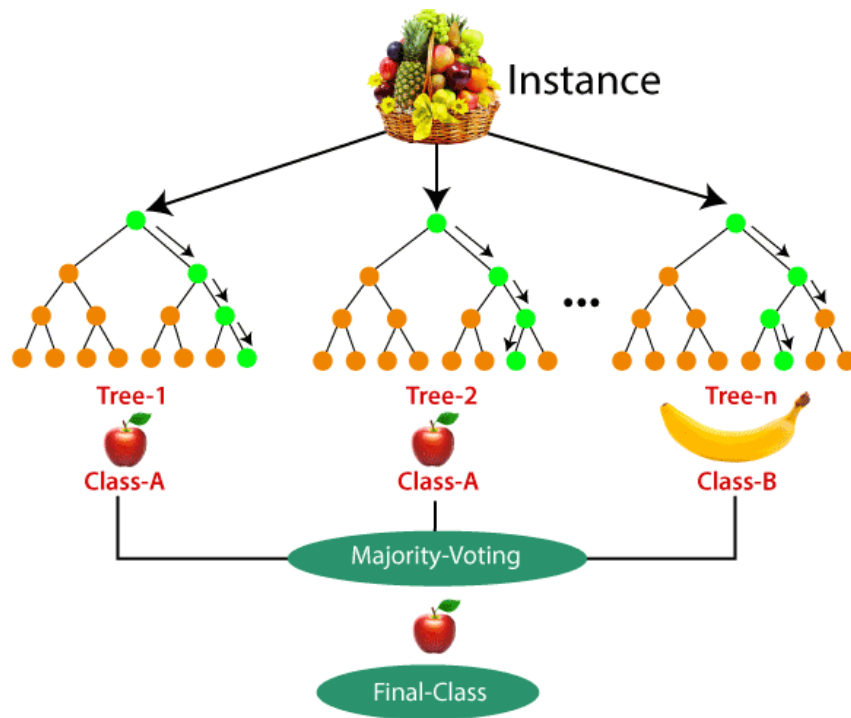 Instance
Tree-1
Tree-2
Tree-n
Class-A
Class-A
Class-B
Majority-Voting
Final-Class